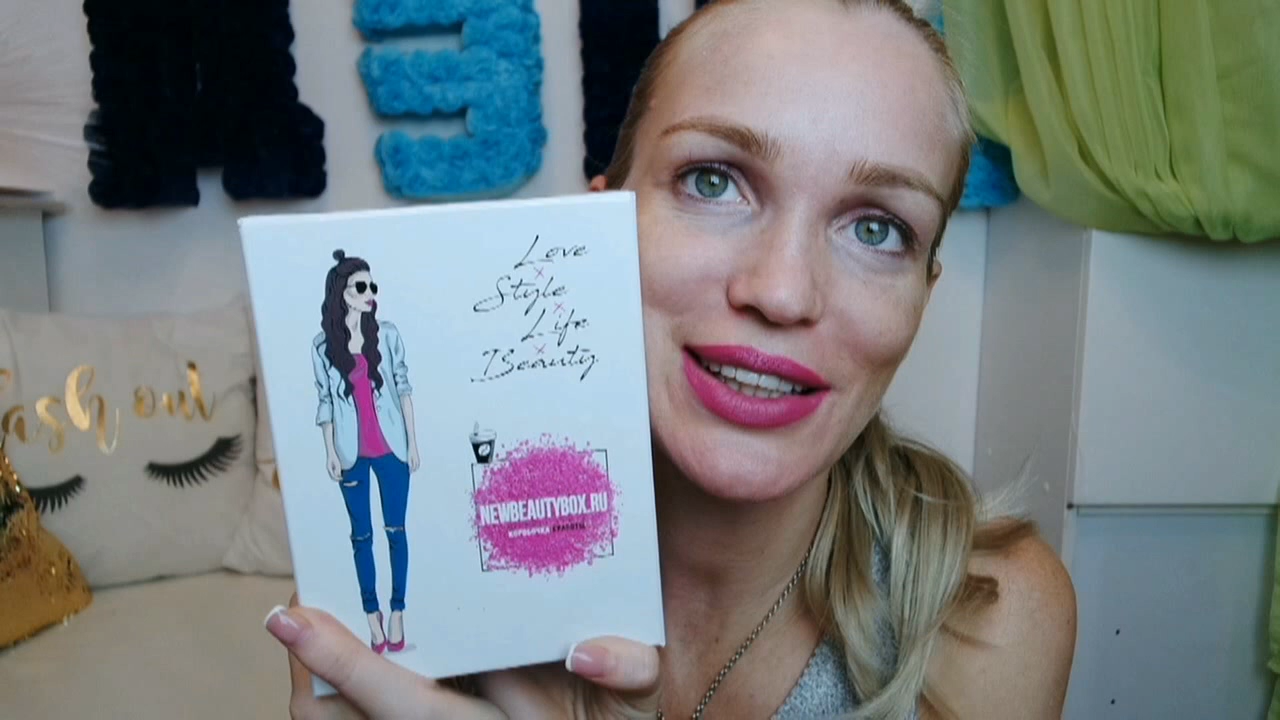 Love
x
Style
x
Life
x
Beauty
NEWBEAUTYBOX.RU
КОРОБОЧКА КРАСОТЫ
ash out